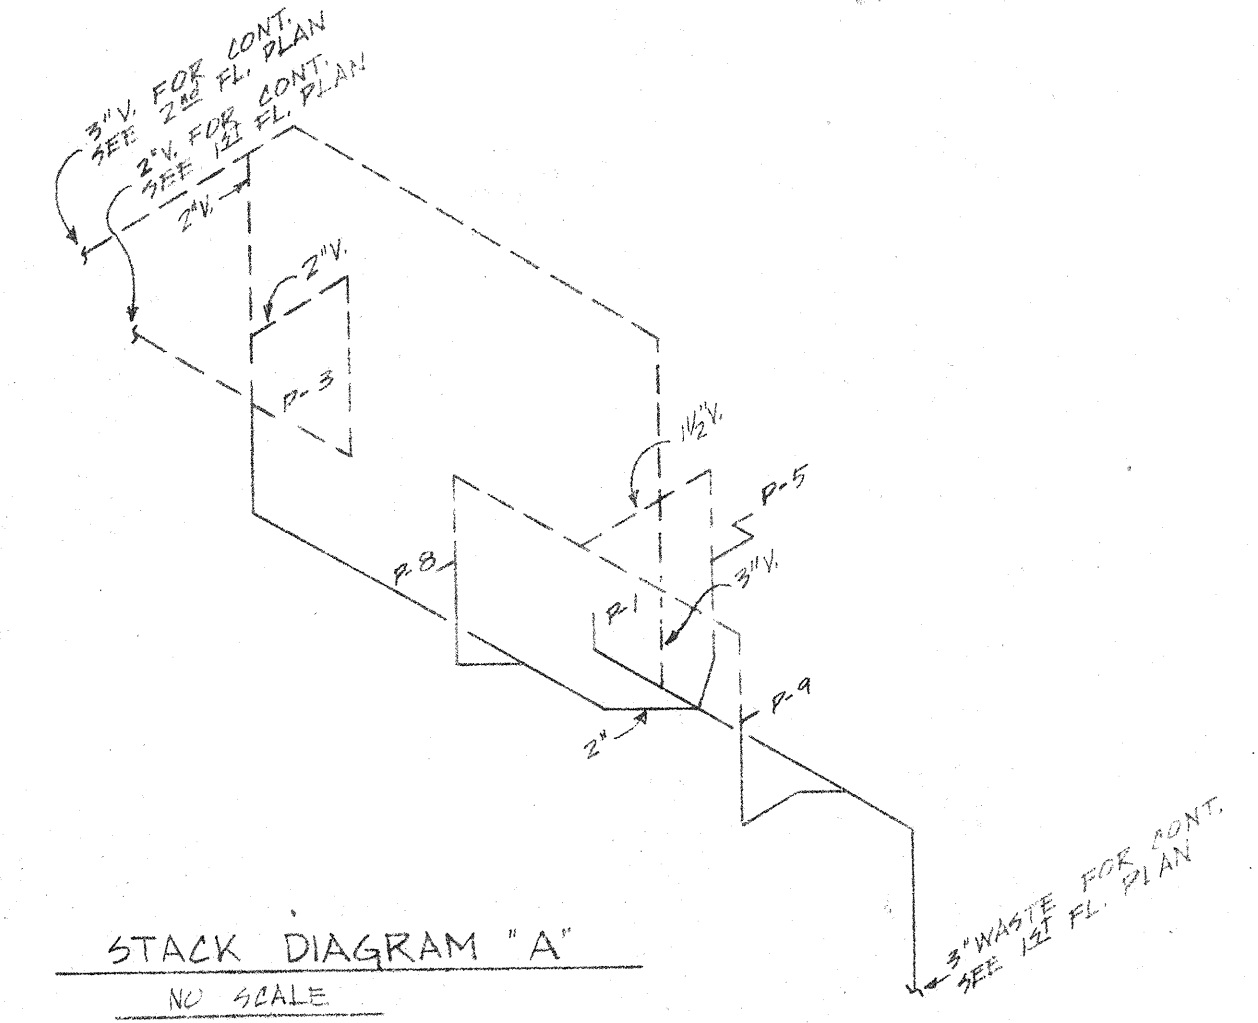 3"V. FOR CONT.
SEE 2nd FL. PLAN
2"V. FOR CONT.
SEE 1st FL. PLAN
2"V.
2"V.
P-3
1½"V.
P-5
P-8
3"V.
P-1
P-9
2"
3" WASTE FOR CONT.
SEE 1st FL. PLAN
STACK DIAGRAM "A"
NO SCALE